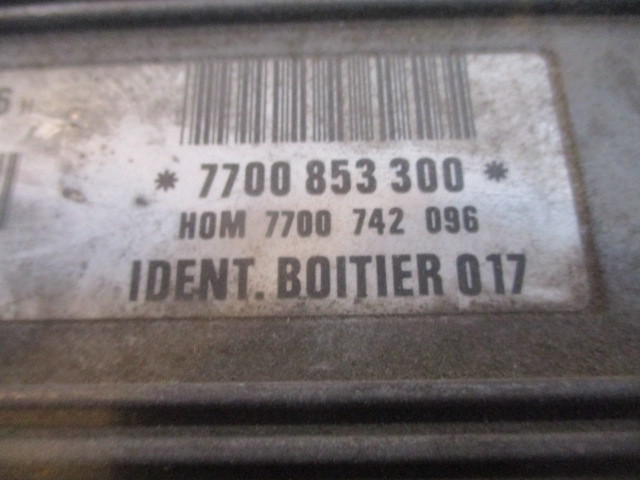 * 7700 853 300 *
HOM 7700 742 096
IDENT. BOITIER 017